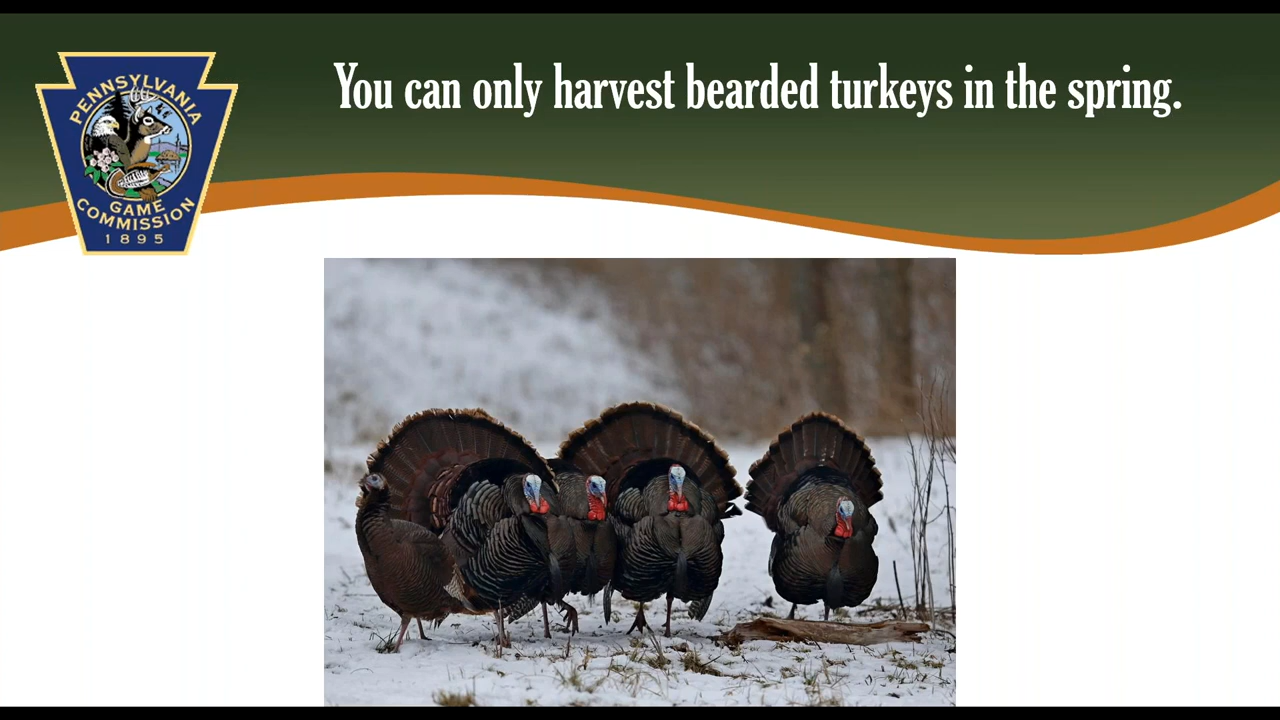 You can only harvest bearded turkeys in the spring.
PENNSYLVANIA
GAME
COMMISSION
1895